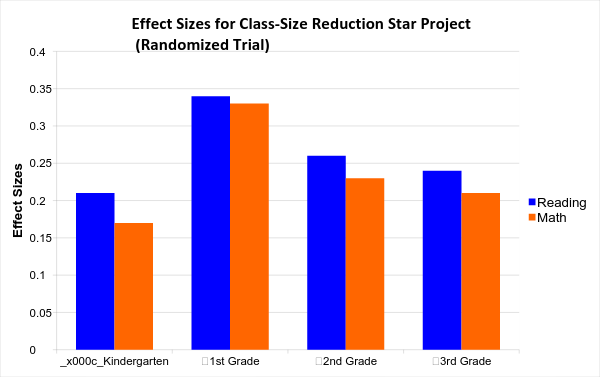 Effect Sizes for Class-Size Reduction Star Project
(Randomized Trial)
0.4
0.35
0.3
0.25
0.2
0.15
0.1
0.05
0
Effect Sizes
_x000c_Kindergarten
□1st Grade
□2nd Grade
□3rd Grade
Reading
Math